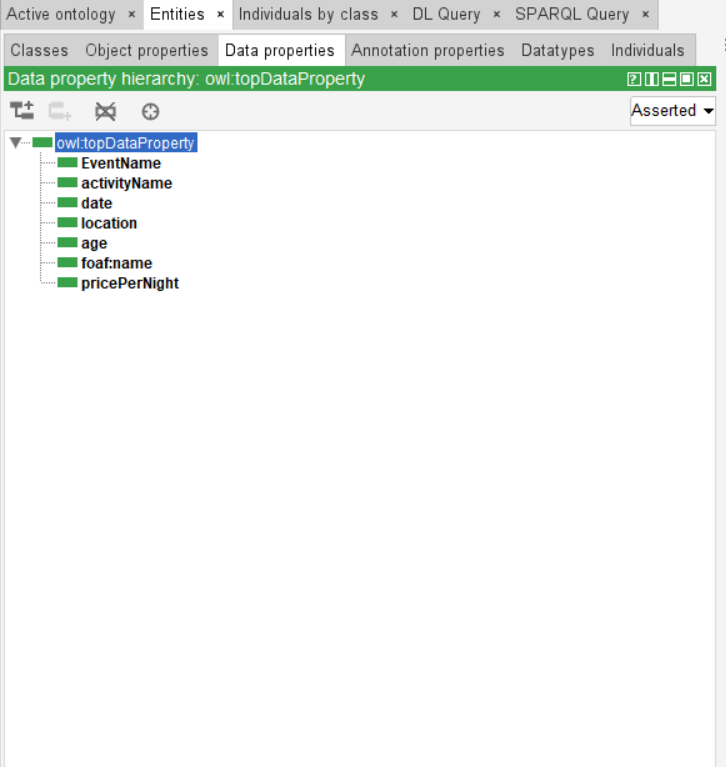 Active ontology × Entities × Individuals by class × DL Query × SPARQL Query ×
Classes Object properties Data properties Annotation properties Datatypes Individuals
Data property hierarchy: owl:topDataProperty
Asserted
owl:topDataProperty
EventName
activityName
date
location
age
foaf:name
pricePerNight